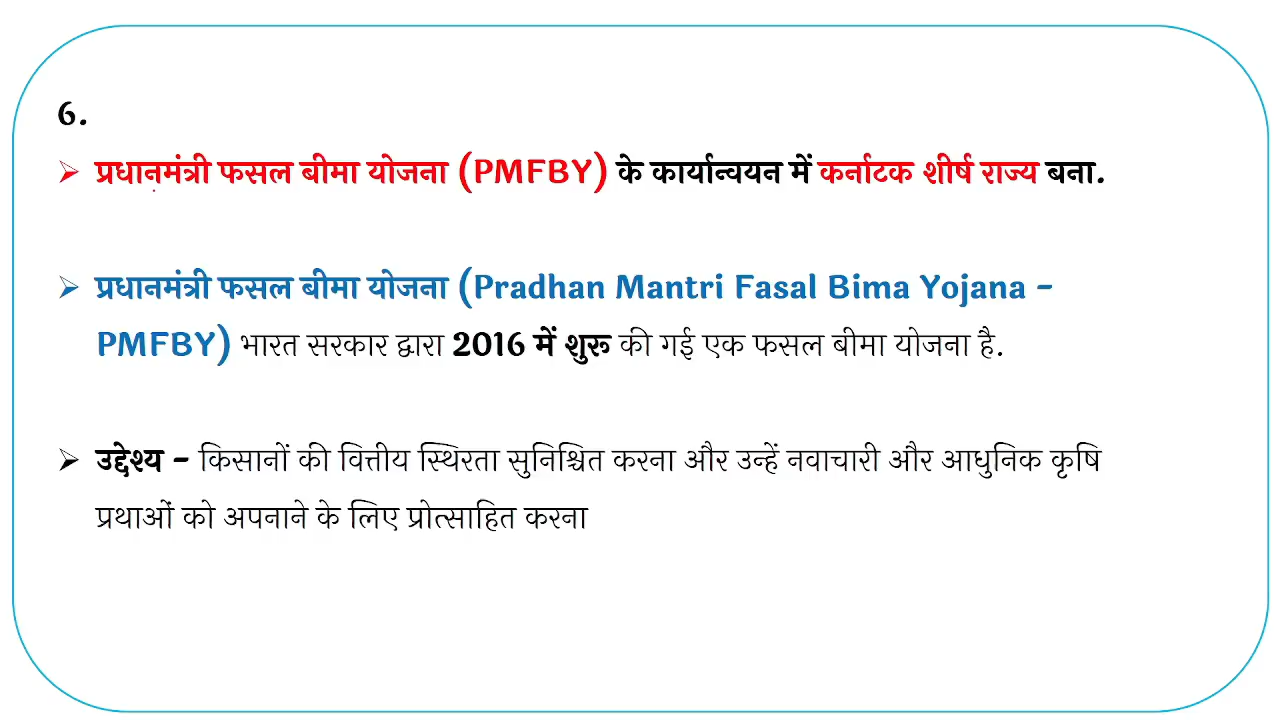 6.
➢ प्रधानमंत्री फसल बीमा योजना (PMFBY) के कार्यान्वयन में कर्नाटक शीर्ष राज्य बना.
➢ प्रधानमंत्री फसल बीमा योजना (Pradhan Mantri Fasal Bima Yojana -
PMFBY) भारत सरकार द्वारा 2016 में शुरू की गई एक फसल बीमा योजना है.
➢ उद्देश्य - किसानों की वित्तीय स्थिरता सुनिश्चित करना और उन्हें नवाचारी और आधुनिक कृषि
प्रथाओं को अपनाने के लिए प्रोत्साहित करना